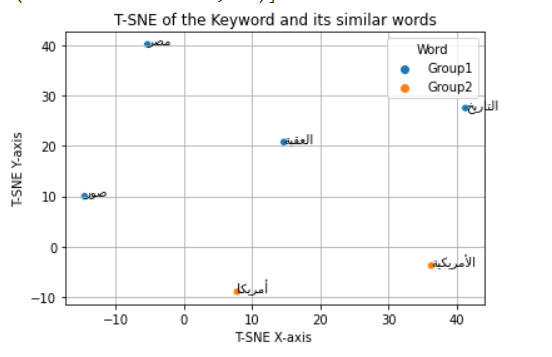 T-SNE of the Keyword and its similar words
Word
Group1
Group2
T-SNE Y-axis
40
30
20
10
0
−10
مصر
التاريخ
العقبة
صور
الأمريكية
أمريكا
−10
0
10
20
30
40
T-SNE X-axis